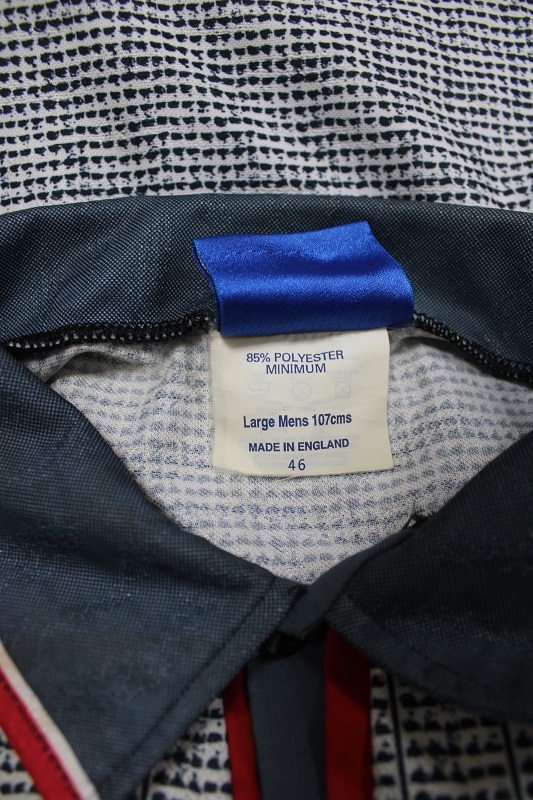 85% POLYESTER
MINIMUM
Large Mens 107cms
MADE IN ENGLAND
46